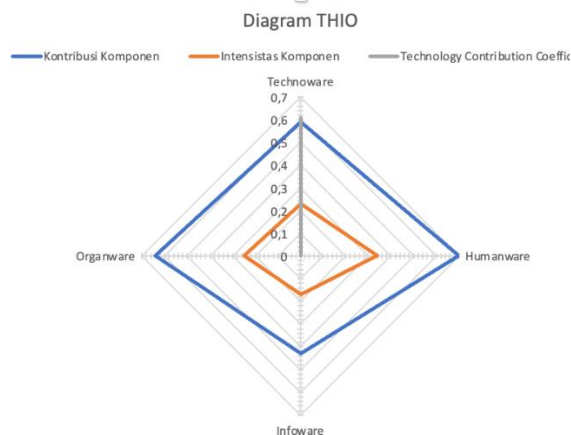 Diagram THIO
Kontribusi Komponen Intensistas Komponen Technology Contribution Coeffic
Technoware
0,7
0,6
0,5
0,4
0,3
0,2
0,1
0
Organware
Humanware
Infoware